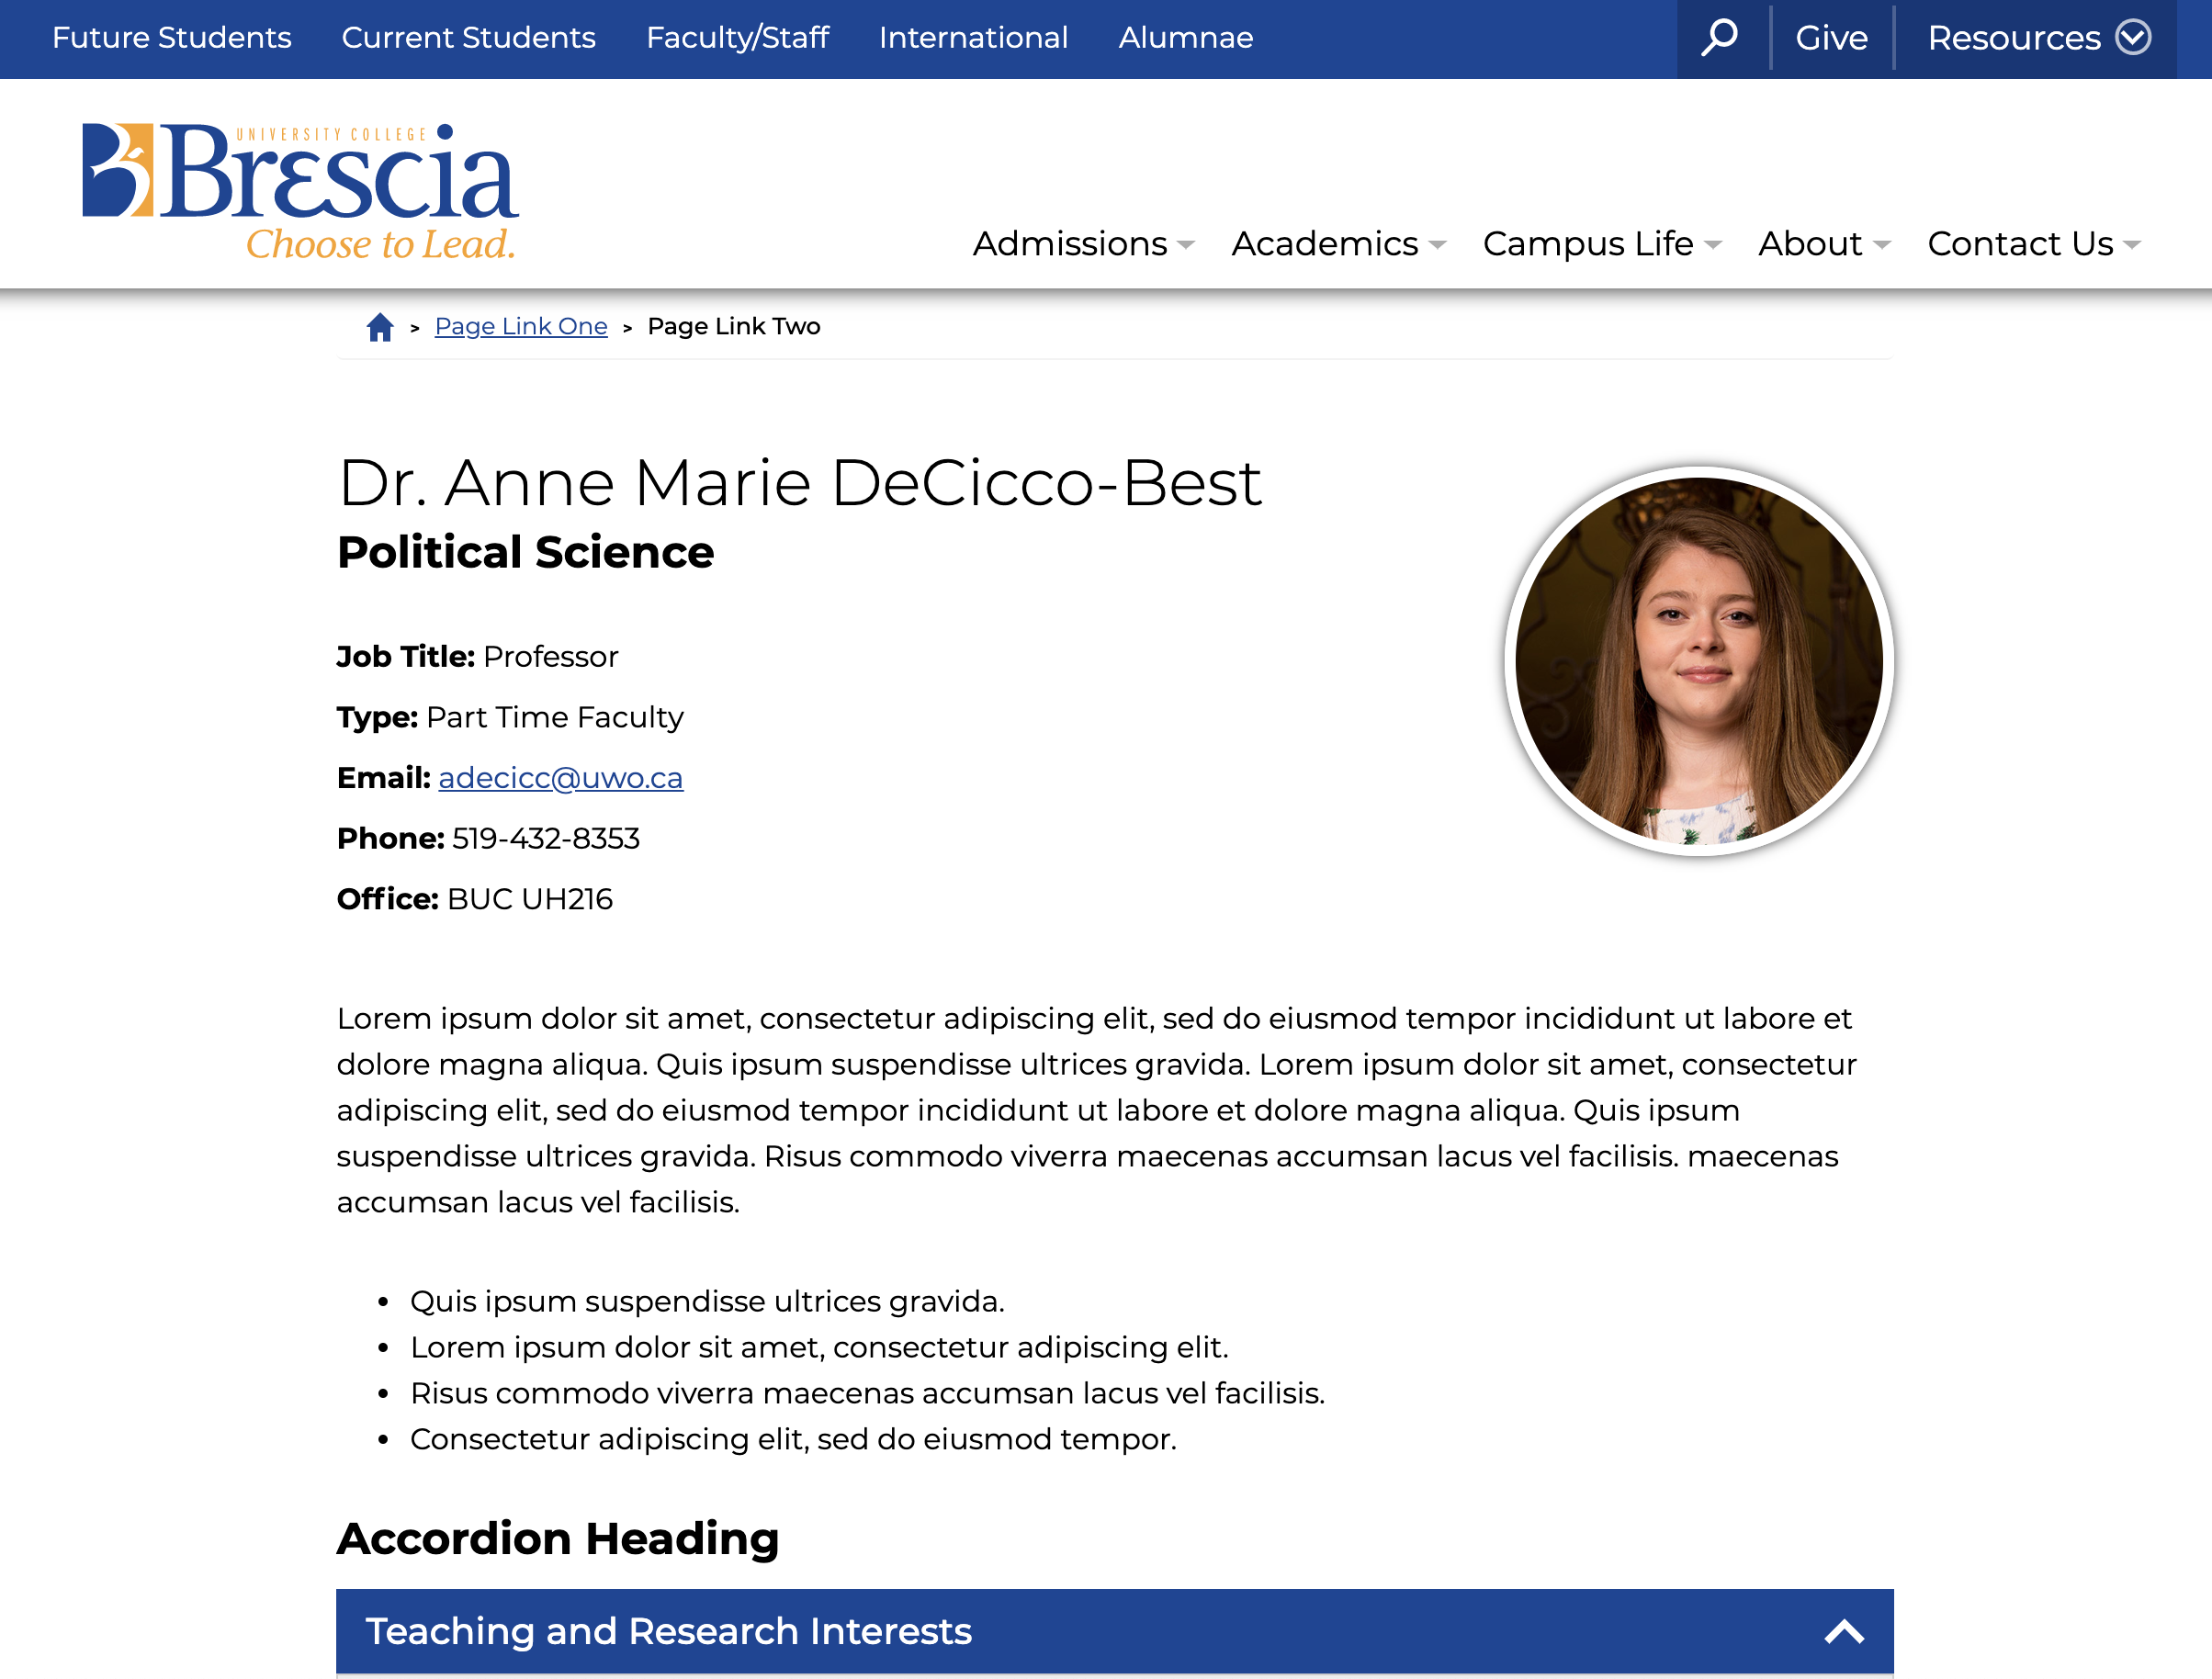 Future Students Current Students Faculty/Staff International Alumnae Give Resources
UNIVERSITY COLLEGE
Brescia
Choose to Lead.
Admissions Academics Campus Life About Contact Us
> Page Link One > Page Link Two
Dr. Anne Marie DeCicco-Best
Political Science
Job Title: Professor
Type: Part Time Faculty
Email: adecicc@uwo.ca
Phone: 519-432-8353
Office: BUC UH216
Lorem ipsum dolor sit amet, consectetur adipiscing elit, sed do eiusmod tempor incididunt ut labore et
dolore magna aliqua. Quis ipsum suspendisse ultrices gravida. Lorem ipsum dolor sit amet, consectetur
adipiscing elit, sed do eiusmod tempor incididunt ut labore et dolore magna aliqua. Quis ipsum
suspendisse ultrices gravida. Risus commodo viverra maecenas accumsan lacus vel facilisis. maecenas
accumsan lacus vel facilisis.
• Quis ipsum suspendisse ultrices gravida.
• Lorem ipsum dolor sit amet, consectetur adipiscing elit.
• Risus commodo viverra maecenas accumsan lacus vel facilisis.
• Consectetur adipiscing elit, sed do eiusmod tempor.
Accordion Heading
Teaching and Research Interests